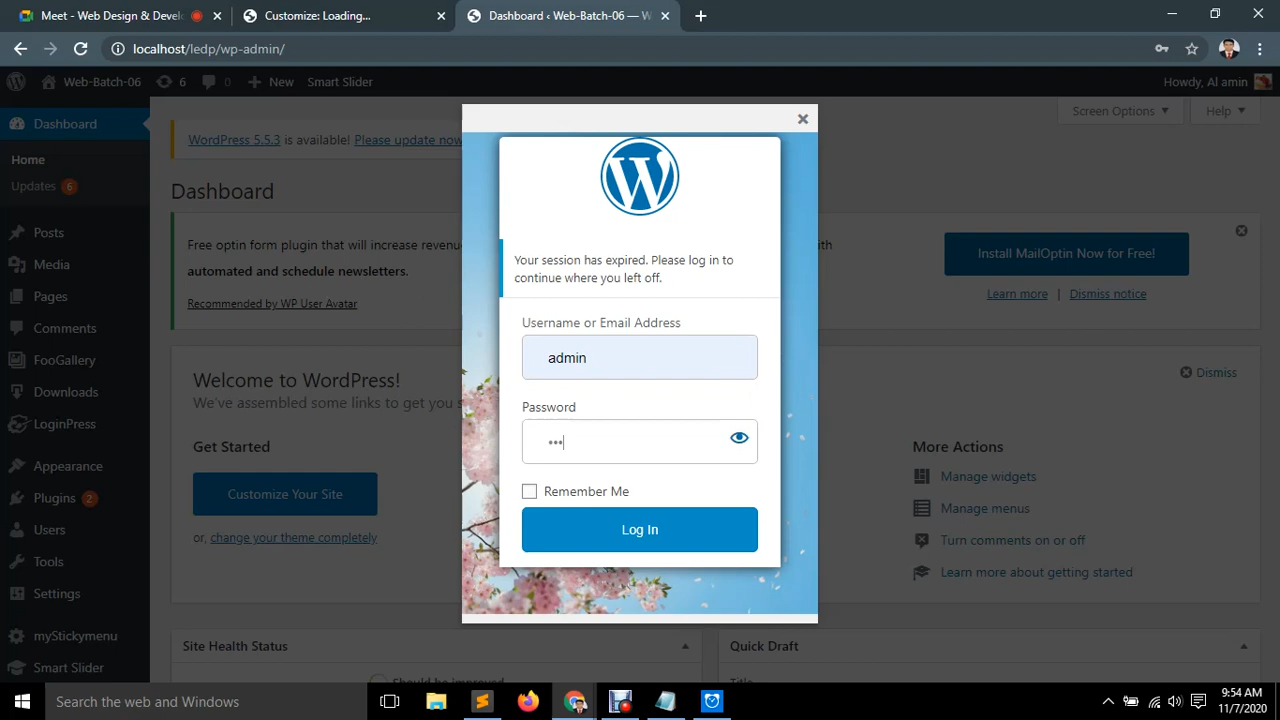 Meet - Web Design & Devel
Customize: Loading...
Dashboard ‹ Web-Batch-06 — W
localhost/ledp/wp-admin/
Web-Batch-06
6
0
New
Smart Slider
Howdy, Al amin
Dashboard
Home
Updates 6
Posts
Media
Pages
Comments
FooGallery
Feedback
LoginPress
Appearance
Plugins 2
Users
Tools
Settings
myStickymenu
Smart Slider
Screen Options
Help
WordPress 5.5.3 is available! Please update now
Dashboard
Free optin form plugin that will increase revenue
with
automated and schedule newsletters.
Recommended by WP User Avatar
Install MailOptin Now for Free!
Learn more | Dismiss notice
Welcome to WordPress!
We've assembled some links to get you s
Dismiss
Get Started
Customize Your Site
or, change your theme completely
More Actions
Manage widgets
Manage menus
Turn comments on or off
Learn more about getting started
Site Health Status
Should be improved
Quick Draft
Title
Your session has expired. Please log in to
continue where you left off.
Username or Email Address
admin
Password
•••
Remember Me
Log In
Search the web and Windows
9:54 AM
11/7/2020